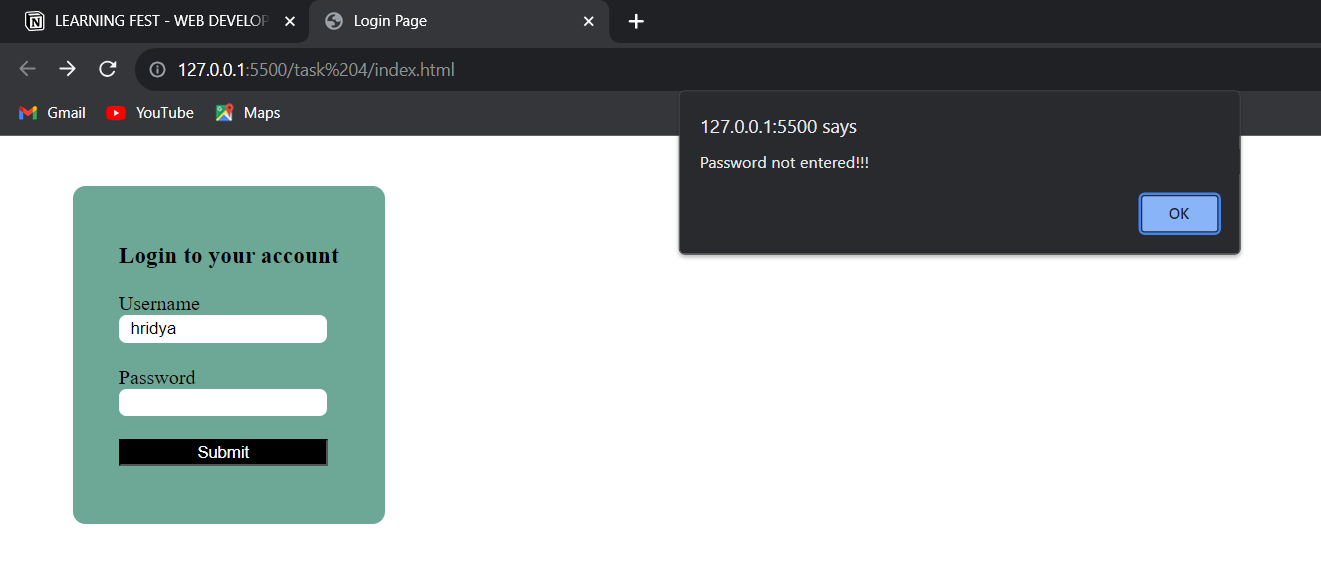 LEARNING FEST - WEB DEVELOP
Login Page
127.0.0.1:5500/task%204/index.html
Gmail
YouTube
Maps
127.0.0.1:5500 says
Password not entered!!!
OK
Login to your account
Username
hridya
Password
Submit